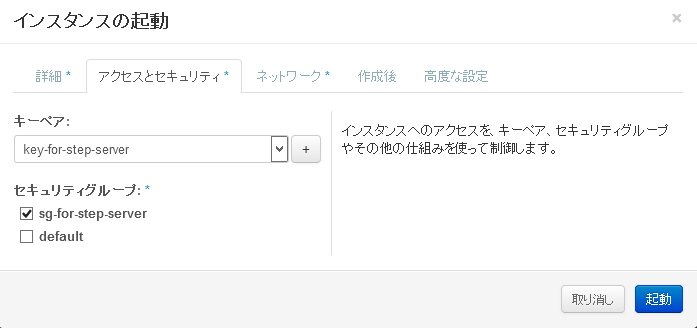 インスタンスの起動
×
詳細 *
アクセスとセキュリティ *
ネットワーク *
作成後
高度な設定
キーペア:
key-for-step-server
+
セキュリティグループ: *
sg-for-step-server
default
インスタンスへのアクセスを、キーペア、セキュリティグループ
やその他の仕組みを使って制御します。
取り消し
起動